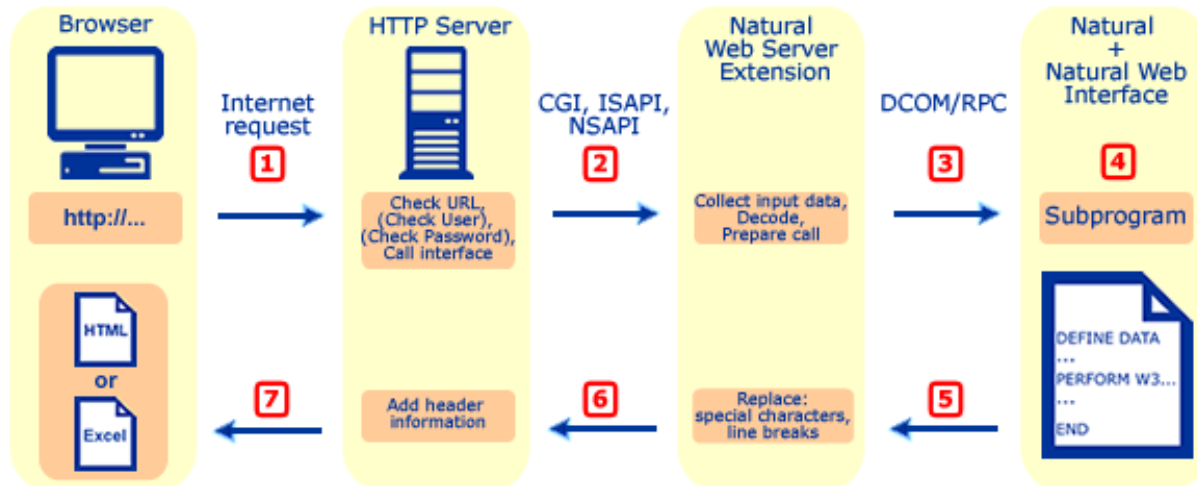 Browser
HTTP Server
Natural
Web Server
Extension
Natural
+
Natural Web
Interface
Internet
request
1
CGI, ISAPI,
NSAPI
2
DCOM/RPC
3
4
http://...
Check URL,
(Check User),
(Check Password),
Call interface
Collect input data,
Decode,
Prepare call
Subprogram
HTML
or
Excel
7
Add header
information
6
Replace:
special characters,
line breaks
5
DEFINE DATA
...
PERFORM W3...
...
END